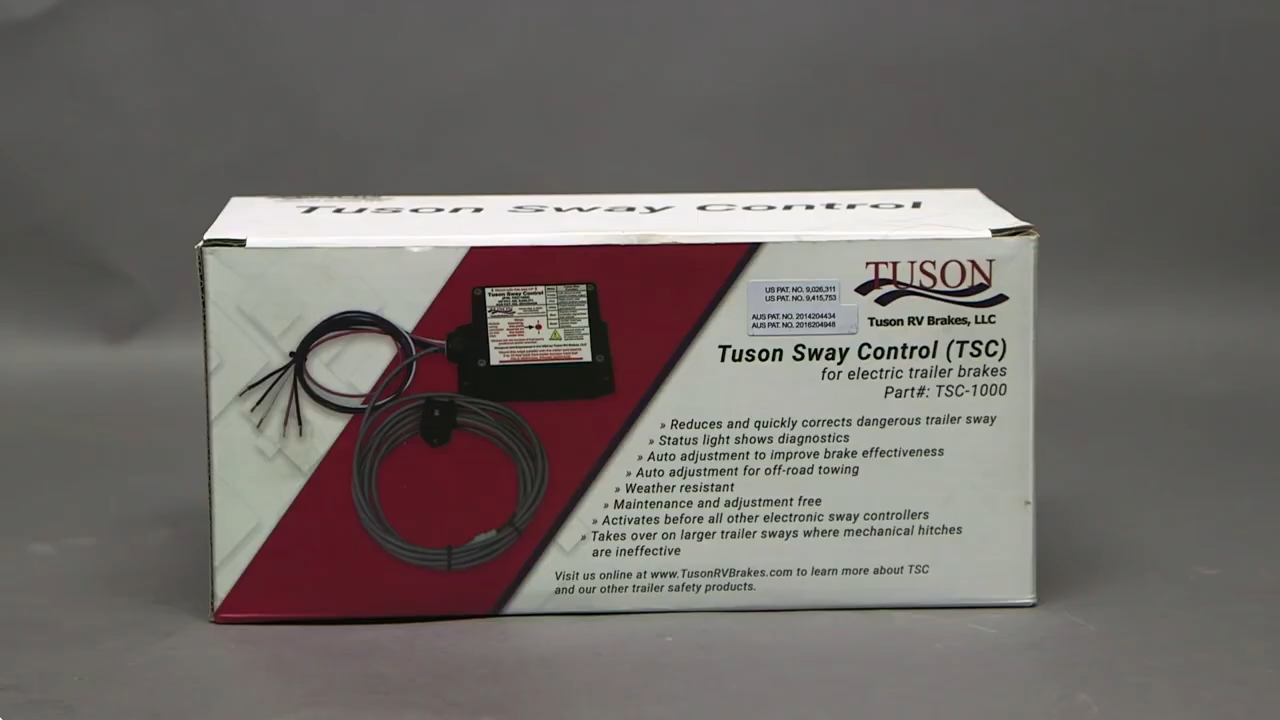 Tuson Sway Control
TUSON
Tuson RV Brakes, LLC
US PAT. NO. 9,026,311
US PAT. NO. 9,415,753
AUS PAT. NO. 2014204434
AUS PAT. NO. 2016204948
Tuson Sway Control (TSC)
for electric trailer brakes
Part#: TSC-1000
» Reduces and quickly corrects dangerous trailer sway
» Status light shows diagnostics
» Auto adjustment to improve brake effectiveness
» Auto adjustment for off-road towing
» Weather resistant
» Maintenance and adjustment free
» Activates before all other electronic sway controllers
» Takes over on larger trailer sways where mechanical hitches
are ineffective
Visit us online at www.TusonRVBrakes.com to learn more about TSC
and our other trailer safety products.
Tuson Sway Control